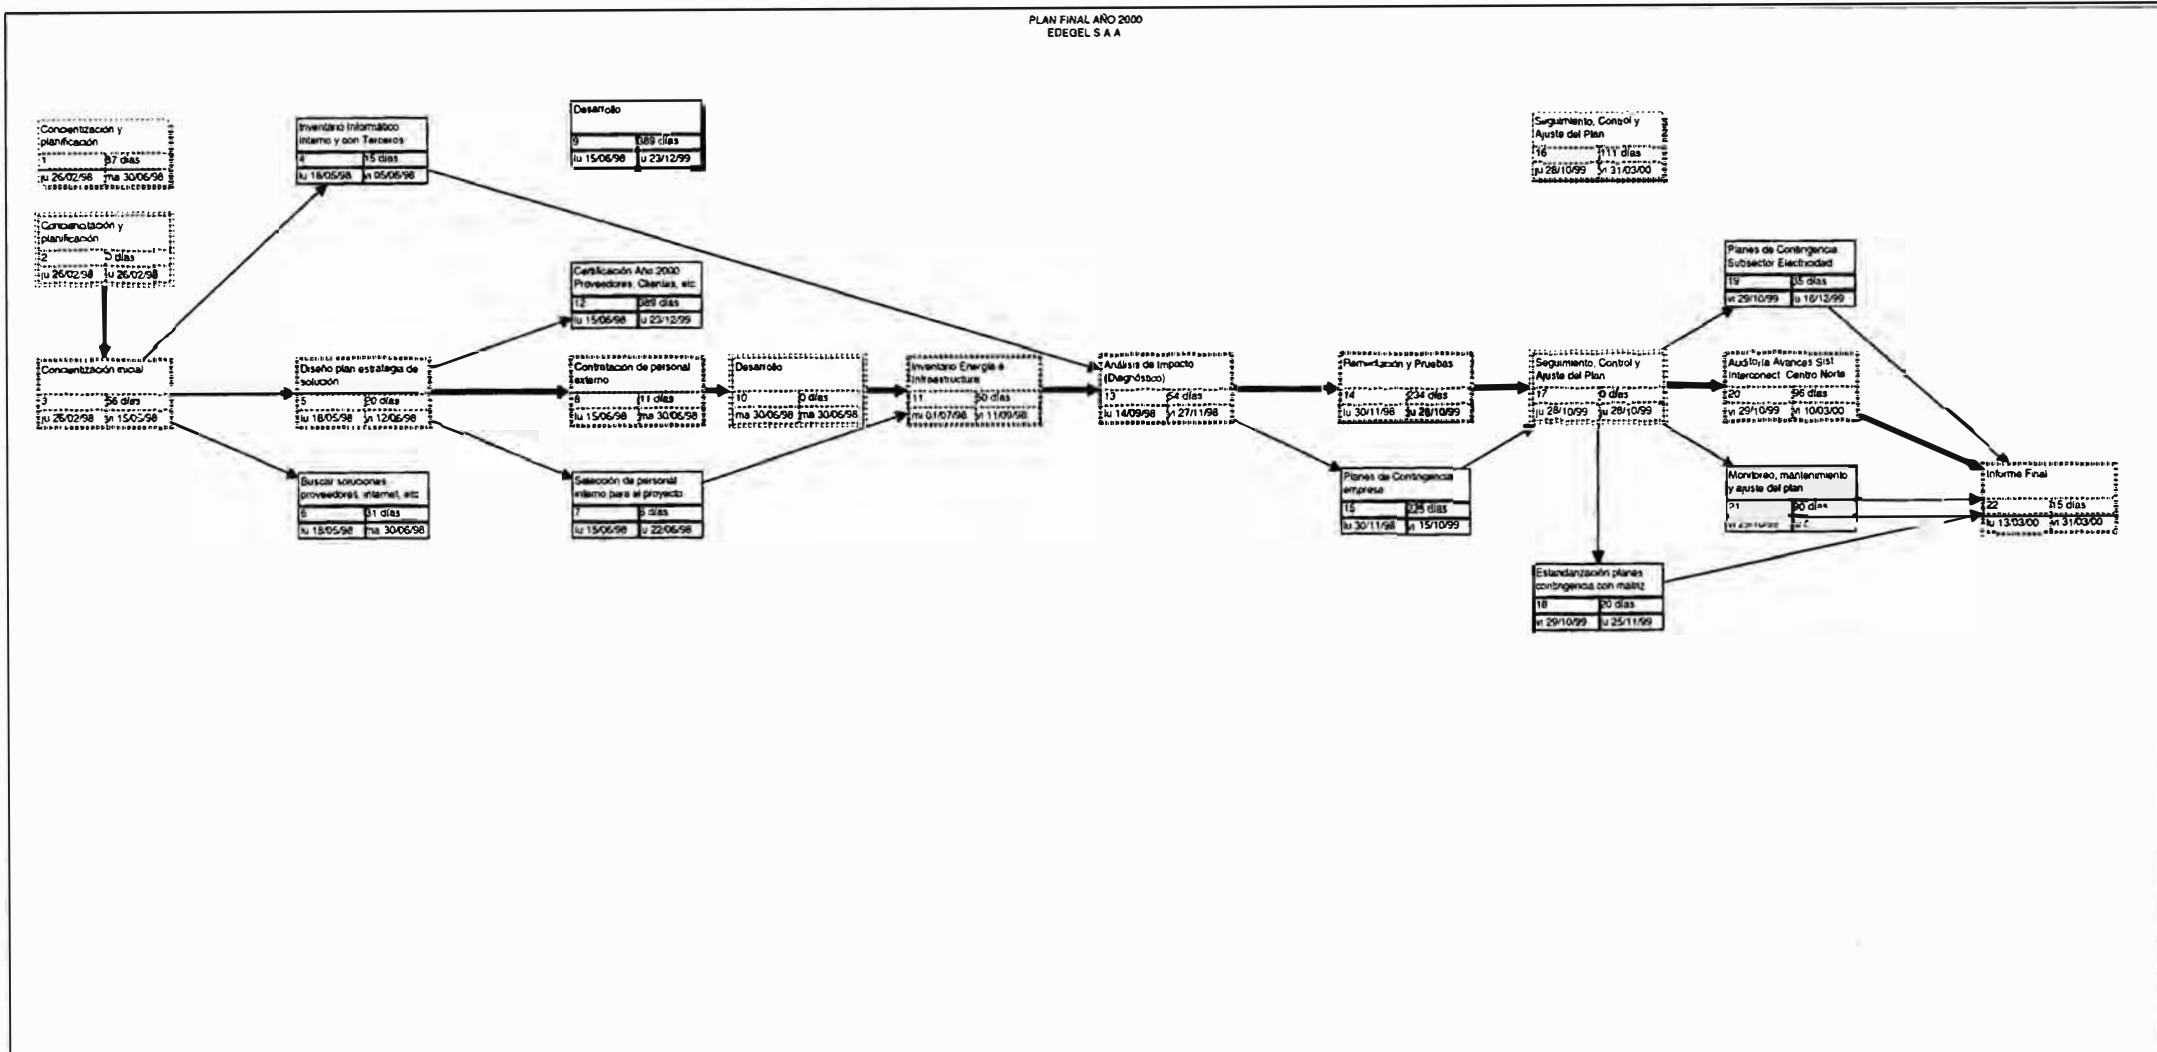 PLAN FINAL AÑO 2000
EDEGEL S A A
Desarrollo
9 389 días
lu 15/06/98 ju 23/12/99
Concientización y
planificación
1 87 días
ju 26/02/98 ma 30/06/98
Inventario Informático
interno y con Terceros
4 15 días
lu 18/05/98 vi 05/06/98
Seguimiento, Control y
Ajuste del Plan
16 111 días
ju 28/10/99 vi 31/03/00
Concientización y
planificación
2 0 días
ju 26/02/98 ju 26/02/98
Certificación Año 2000
Proveedores, Clientes, etc
12 389 días
lu 15/06/98 ju 23/12/99
Planes de Contingencia
Subsector Electricidad
19 35 días
vi 29/10/99 ju 16/12/99
Concientización inicial
3 56 días
ju 26/02/98 vi 15/05/98
Diseño plan estrategia de
solución
5 20 días
lu 18/05/98 vi 12/06/98
Contratación de personal
externo
8 11 días
lu 15/06/98 ma 30/06/98
Desarrollo
10 0 días
ma 30/06/98 ma 30/06/98
Inventario Energía e
Infraestructura
11 50 días
mi 01/07/98 vi 11/09/98
Análisis de Impacto
(Diagnóstico)
13 54 días
lu 14/09/98 vi 27/11/98
Remediación y Pruebas
14 234 días
lu 30/11/98 ju 28/10/99
Seguimiento, Control y
Ajuste del Plan
17 0 días
ju 28/10/99 ju 28/10/99
Auditoría Avances Sist
Interconect Centro Norte
20 96 días
vi 29/10/99 vi 10/03/00
Buscar soluciones
proveedores, internet, etc
6 31 días
lu 18/05/98 ma 30/06/98
Selección de personal
interno para el proyecto
7 6 días
lu 15/06/98 lu 22/06/98
Planes de Contingencia
empresa
15 225 días
lu 30/11/98 vi 15/10/99
Monitoreo, mantenimiento
y ajuste del plan
21 90 días
Informe Final
22 15 días
lu 13/03/00 vi 31/03/00
Estandarización planes
contingencia con matriz
18 20 días
vi 29/10/99 ju 25/11/99